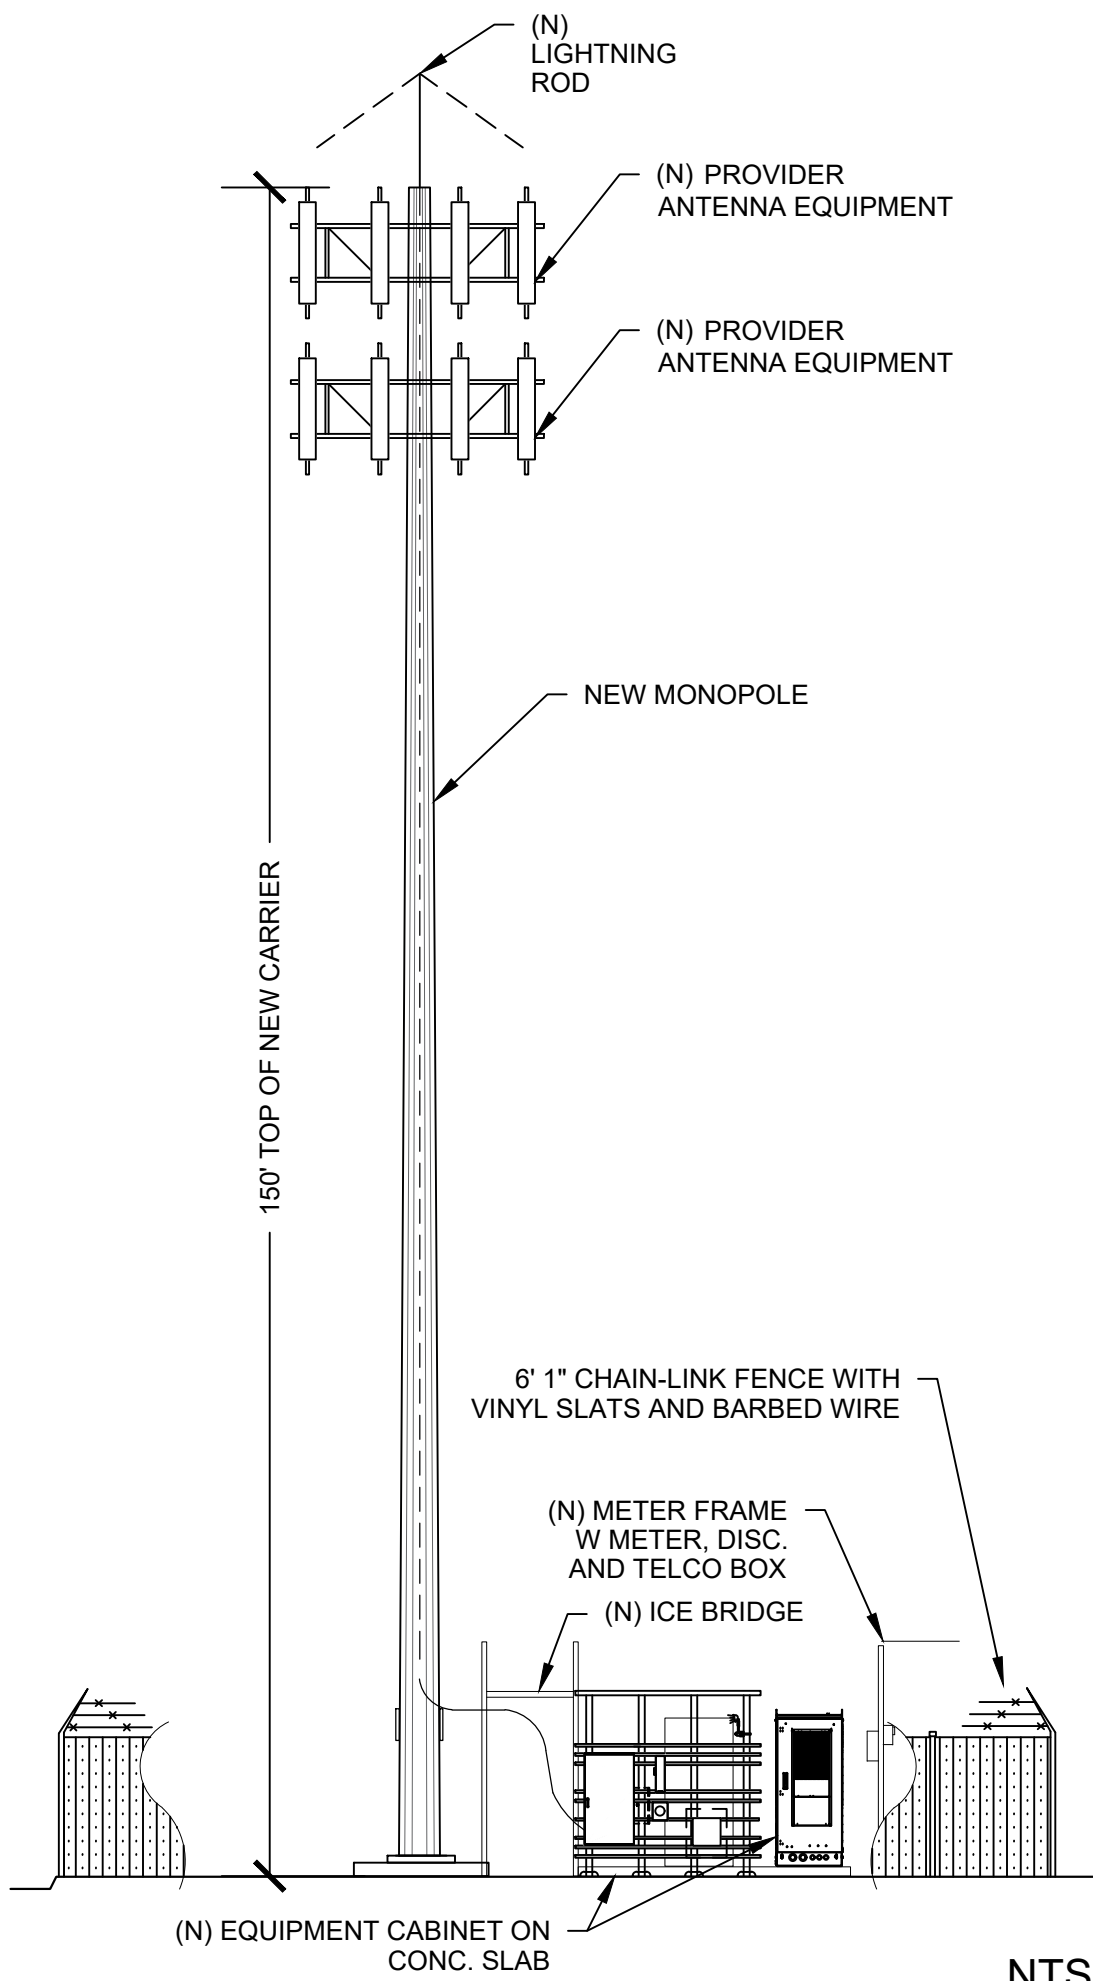 (N)
LIGHTNING
ROD
(N) PROVIDER
ANTENNA EQUIPMENT
(N) PROVIDER
ANTENNA EQUIPMENT
NEW MONOPOLE
150' TOP OF NEW CARRIER
6' 1" CHAIN-LINK FENCE WITH
VINYL SLATS AND BARBED WIRE
(N) METER FRAME
W METER, DISC.
AND TELCO BOX
(N) ICE BRIDGE
(N) EQUIPMENT CABINET ON
CONC. SLAB
NTS